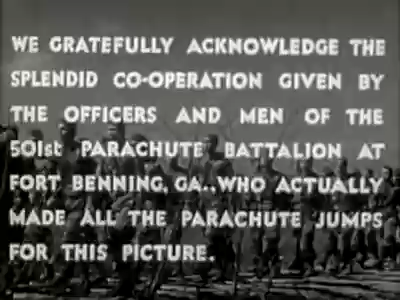 WE GRATEFULLY ACKNOWLEDGE THE
SPLENDID CO-OPERATION GIVEN BY
THE OFFICERS AND MEN OF THE
501st PARACHUTE BATTALION AT
FORT BENNING, GA., WHO ACTUALLY
MADE ALL THE PARACHUTE JUMPS
FOR THIS PICTURE.